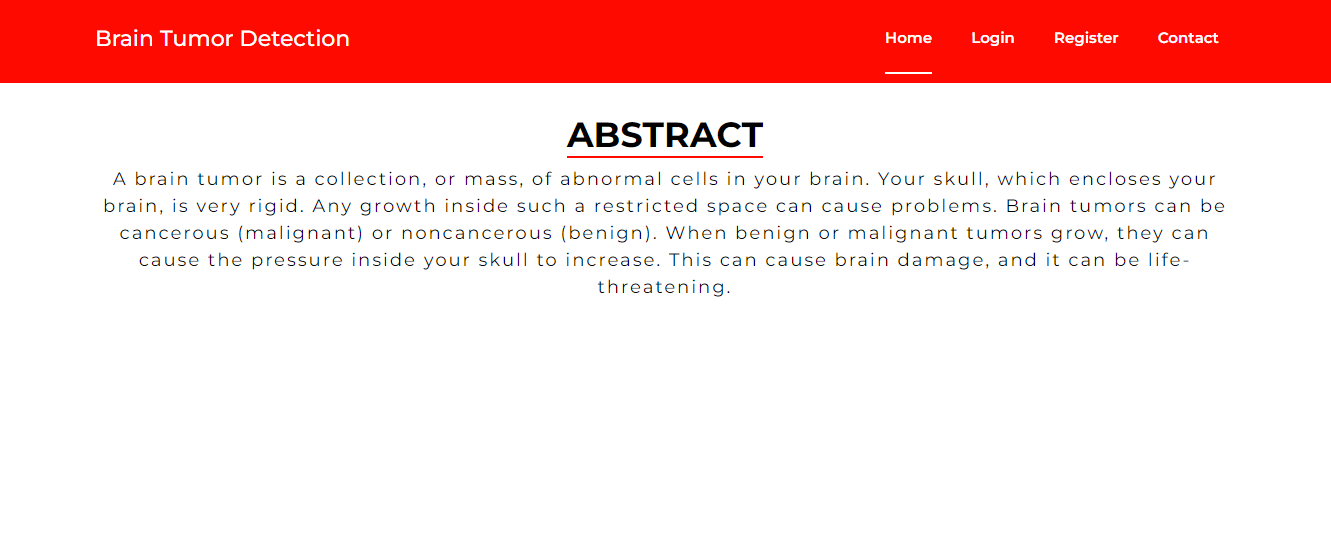 Brain Tumor Detection
Home Login Register Contact
ABSTRACT
A brain tumor is a collection, or mass, of abnormal cells in your brain. Your skull, which encloses your
brain, is very rigid. Any growth inside such a restricted space can cause problems. Brain tumors can be
cancerous (malignant) or noncancerous (benign). When benign or malignant tumors grow, they can
cause the pressure inside your skull to increase. This can cause brain damage, and it can be life-
threatening.